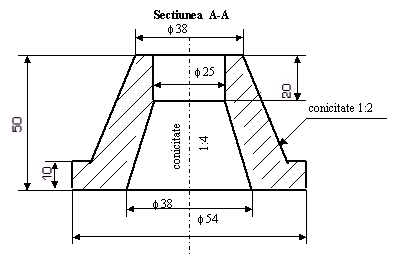 Sectiunea A-A
ϕ38
ϕ25
20
conicitate 1:2
50
conicitate
1:4
10
ϕ38
ϕ54